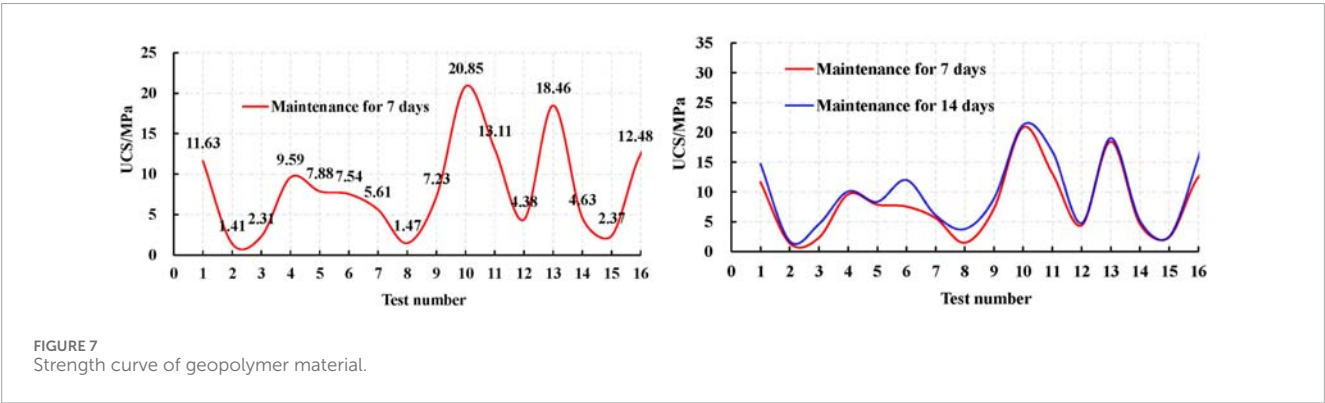 25
20
15
10
5
0
UCS/MPa
Maintenance for 7 days
11.63
1.41
2.31
9.59
7.88
7.54
5.61
1.47
7.23
20.85
13.11
4.38
18.46
4.63
2.37
12.48
0 1 2 3 4 5 6 7 8 9 10 11 12 13 14 15 16
Test number
35
30
25
20
15
10
5
0
UCS/MPa
Maintenance for 7 days
Maintenance for 14 days
0 1 2 3 4 5 6 7 8 9 10 11 12 13 14 15 16
Test number
FIGURE 7
Strength curve of geopolymer material.